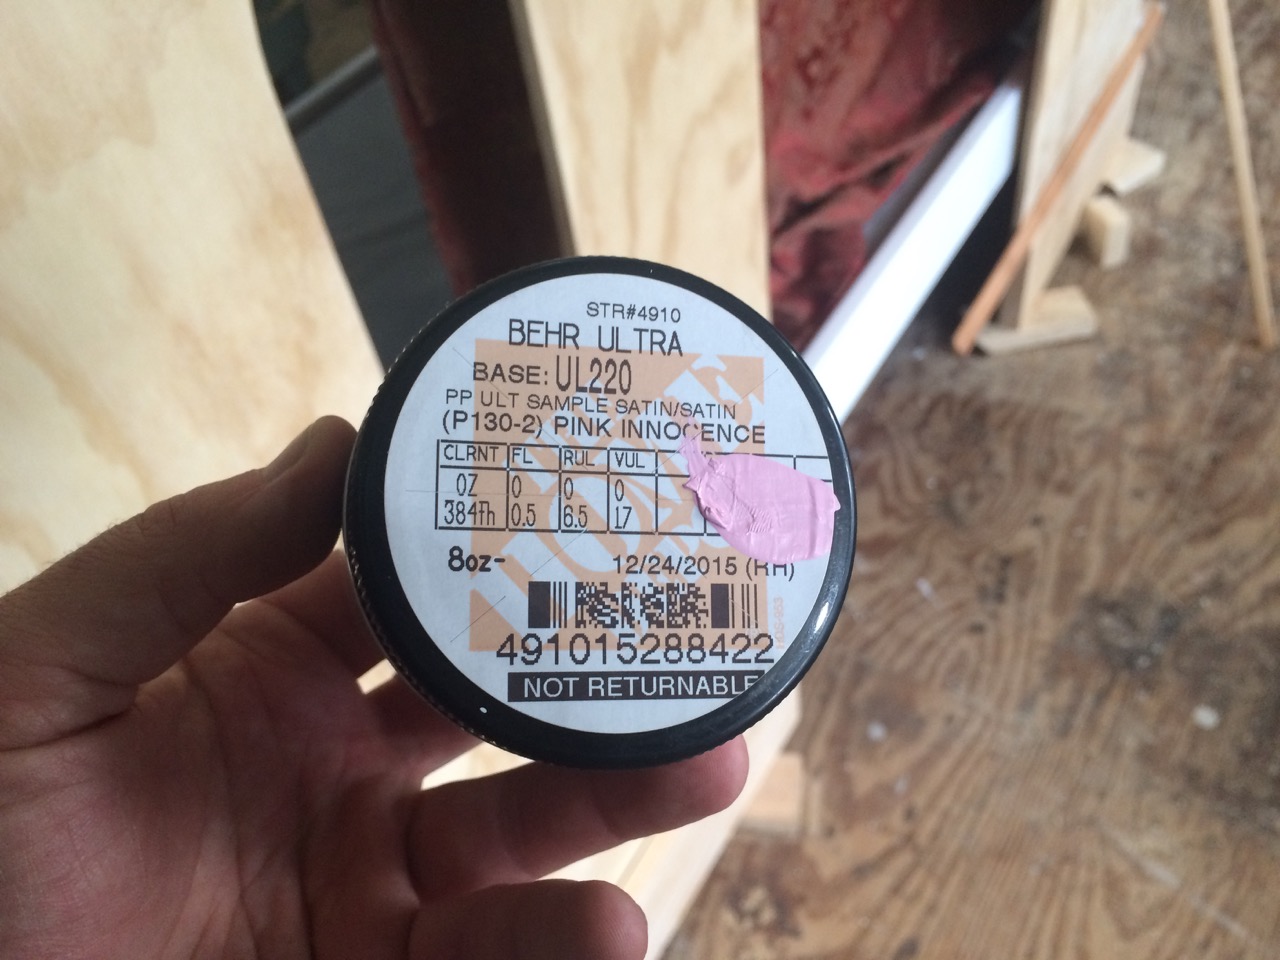 STR#4910
BEHR ULTRA
BASE: UL220
PP ULT SAMPLE SATIN/SATIN
(P130-2) PINK INNOCENCE
CLRNT FL RUL VUL
OZ 0 0 0
384th 0.5 6.5 17
8oz- 12/24/2015 (RH)
491015288422
NOT RETURNABLE